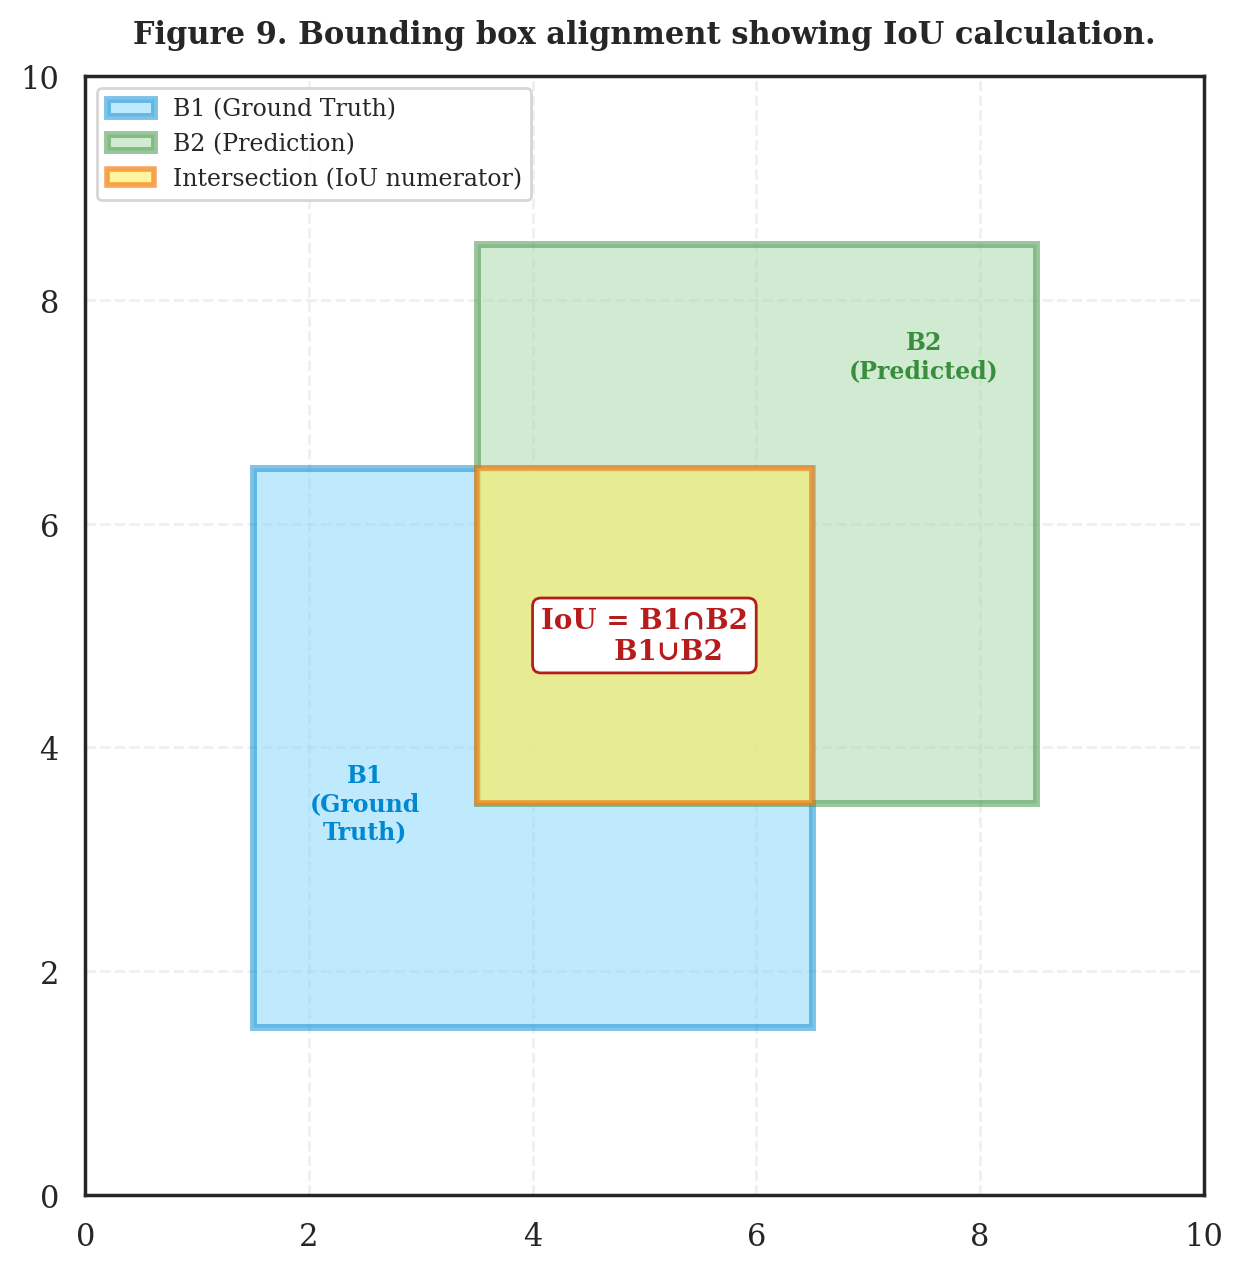 Figure 9. Bounding box alignment showing IoU calculation.
10
8
6
4
2
0
B1 (Ground Truth)
B2 (Prediction)
Intersection (IoU numerator)
B2
(Predicted)
IoU = B1∩B2
B1∪B2
B1
(Ground
Truth)
0 2 4 6 8 10